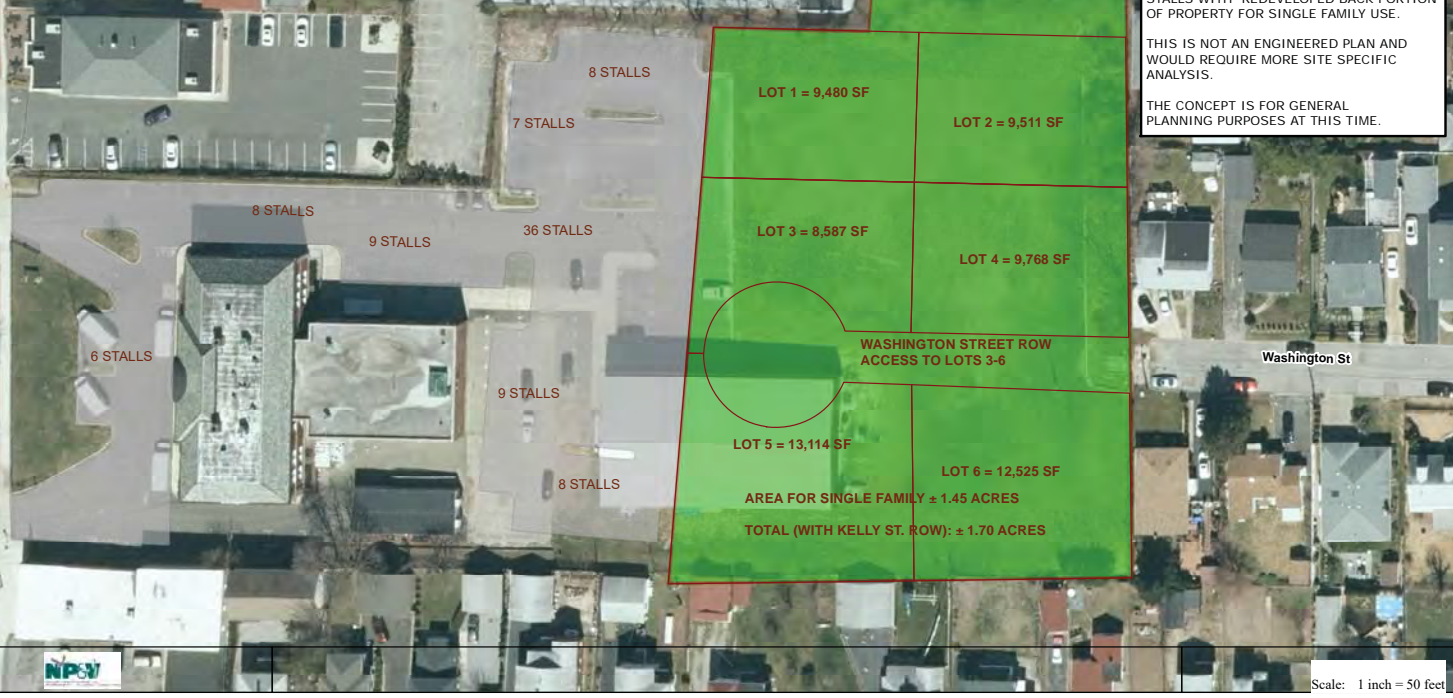 STALLS WITH REDEVELOPED BACK PORTION
OF PROPERTY FOR SINGLE FAMILY USE.
THIS IS NOT AN ENGINEERED PLAN AND
WOULD REQUIRE MORE SITE SPECIFIC
ANALYSIS.
THE CONCEPT IS FOR GENERAL
PLANNING PURPOSES AT THIS TIME.
8 STALLS
7 STALLS
LOT 1 = 9,480 SF
LOT 2 = 9,511 SF
8 STALLS
9 STALLS
36 STALLS
LOT 3 = 8,587 SF
LOT 4 = 9,768 SF
6 STALLS
WASHINGTON STREET ROW
ACCESS TO LOTS 3-6
Washington St
9 STALLS
LOT 5 = 13,114 SF
LOT 6 = 12,525 SF
8 STALLS
AREA FOR SINGLE FAMILY ± 1.45 ACRES
TOTAL (WITH KELLY ST. ROW): ± 1.70 ACRES
NPV
Scale: 1 inch = 50 feet